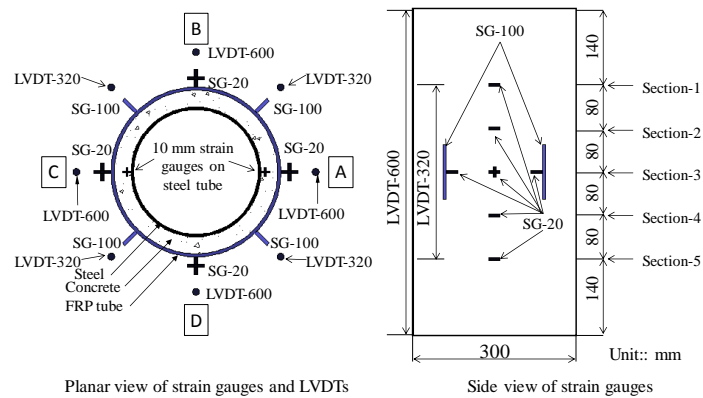 B
LVDT-600
LVDT-320
LVDT-320
SG-20
SG-100
SG-100
SG-20
10 mm strain
gauges on
steel tube
SG-20
C
A
LVDT-600
LVDT-600
SG-100
SG-100
LVDT-320
LVDT-320
SG-20
Steel
Concrete
FRP tube
LVDT-600
D
Planar view of strain gauges and LVDTs
SG-100
140
Section-1
80
Section-2
80
LVDT-600
LVDT-320
Section-3
80
SG-20
Section-4
80
Section-5
140
300
Unit:: mm
Side view of strain gauges